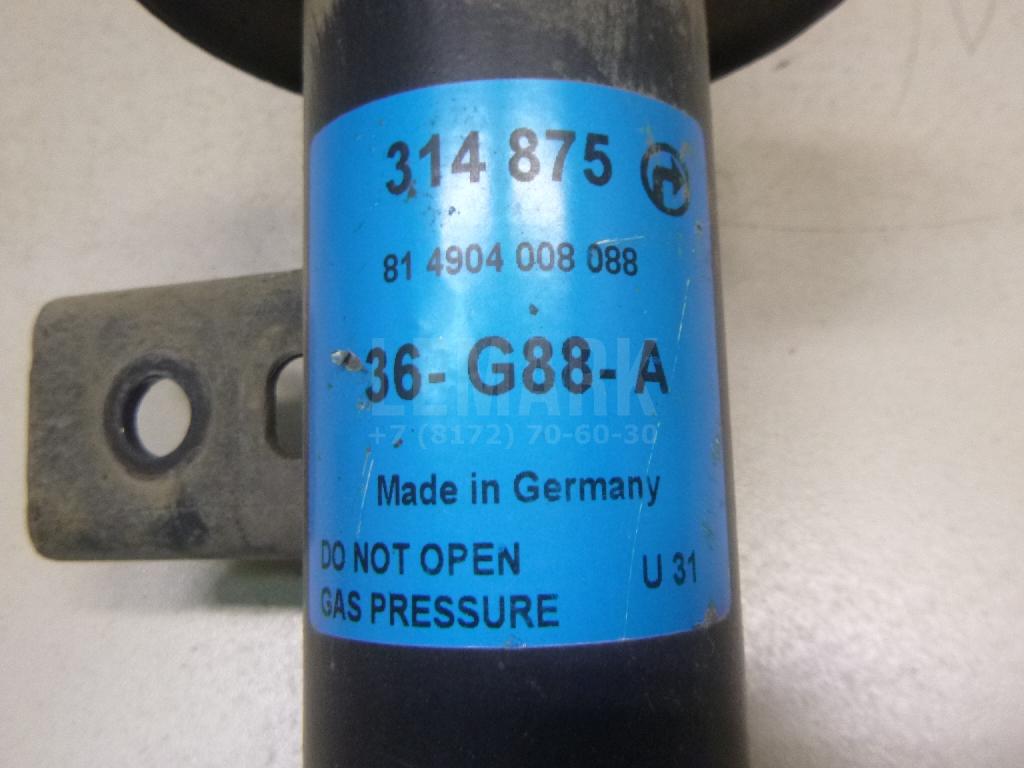 314 875
81 4904 008 088
36- G88- A
LEMARK
+7 (8172) 70-60-30
Made in Germany
DO NOT OPEN
GAS PRESSURE
U 31